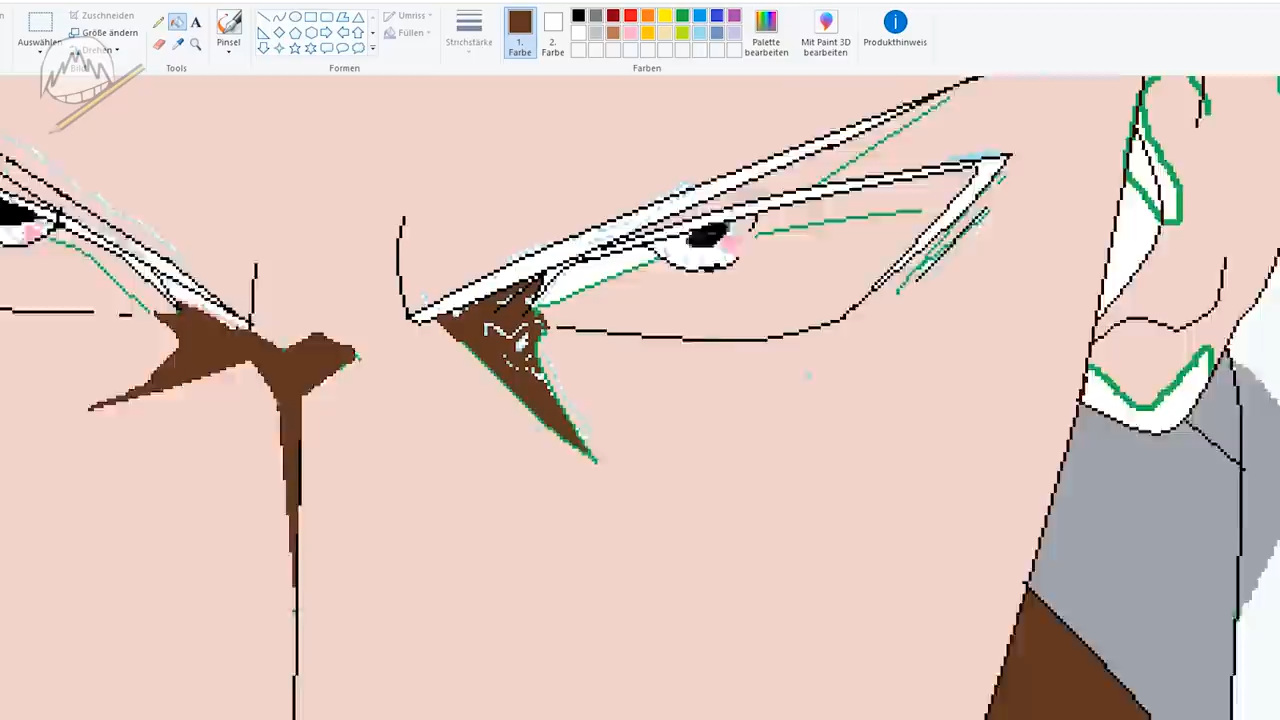 Zuschneiden
Größe ändern
Drehen
Auswählen
Bild
A
Tools
Pinsel
Umriss
Füllen
Formen
Strichstärke
1.
Farbe
2.
Farbe
Palette
bearbeiten
Farben
Mit Paint 3D
bearbeiten
i
Produkthinweis